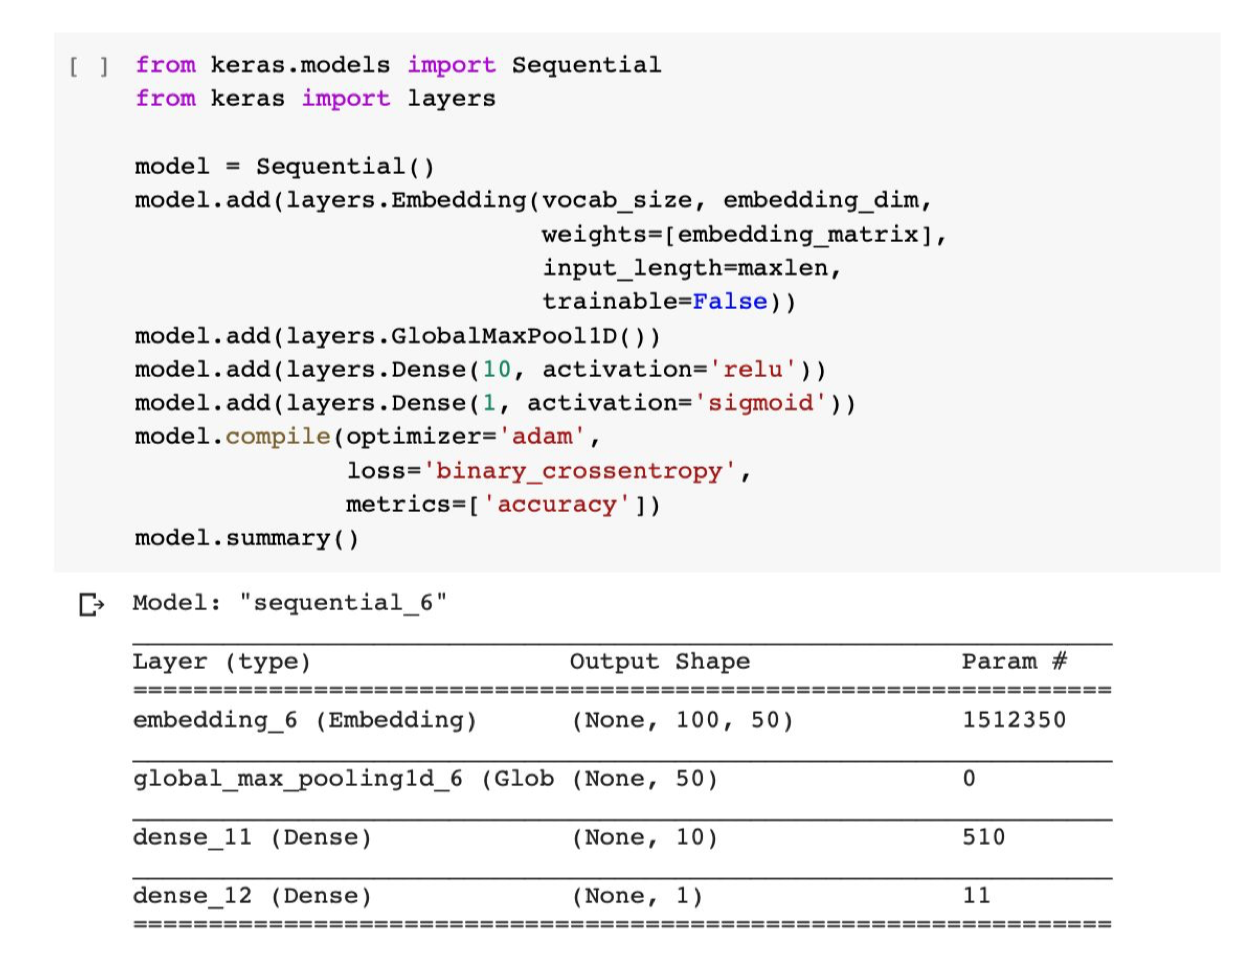 [ ] from keras.models import Sequential
from keras import layers
model = Sequential()
model.add(layers.Embedding(vocab_size, embedding_dim,
weights=[embedding_matrix],
input_length=maxlen,
trainable=False))
model.add(layers.GlobalMaxPool1D())
model.add(layers.Dense(10, activation='relu'))
model.add(layers.Dense(1, activation='sigmoid'))
model.compile(optimizer='adam',
loss='binary_crossentropy',
metrics=['accuracy'])
model.summary()
Model: "sequential_6"
Layer (type) Output Shape Param #
=================================================================
embedding_6 (Embedding) (None, 100, 50) 1512350
global_max_pooling1d_6 (Glob (None, 50) 0
dense_11 (Dense) (None, 10) 510
dense_12 (Dense) (None, 1) 11
=================================================================